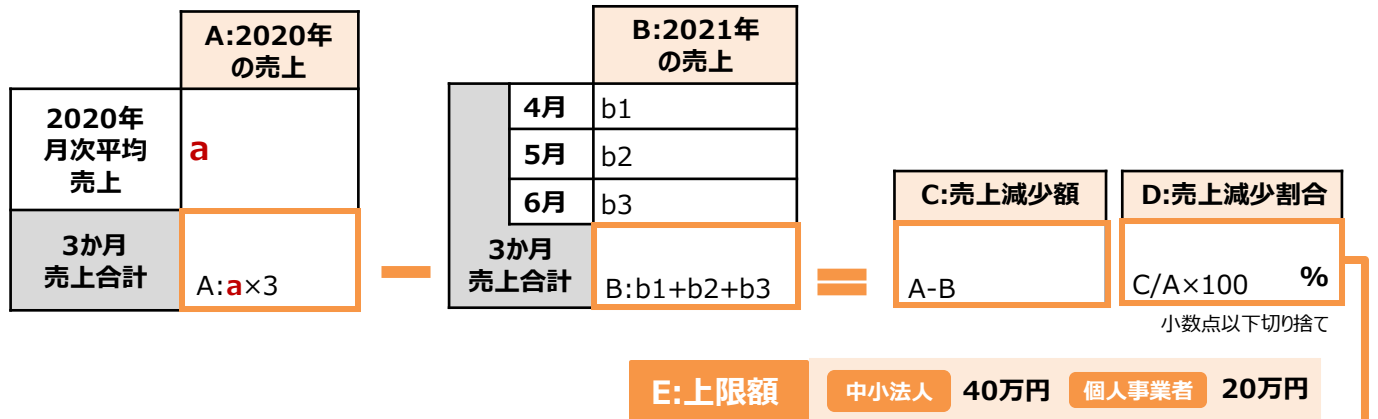 A:2020年
の売上
2020年
月次平均
売上
a
3か月
売上合計
A:a×3
B:2021年
の売上
4月
b1
5月
b2
6月
b3
3か月
売上合計
B:b1+b2+b3
C:売上減少額
A-B
D:売上減少割合
C/A×100 %
小数点以下切り捨て
E:上限額 中小法人 40万円 個人事業者 20万円